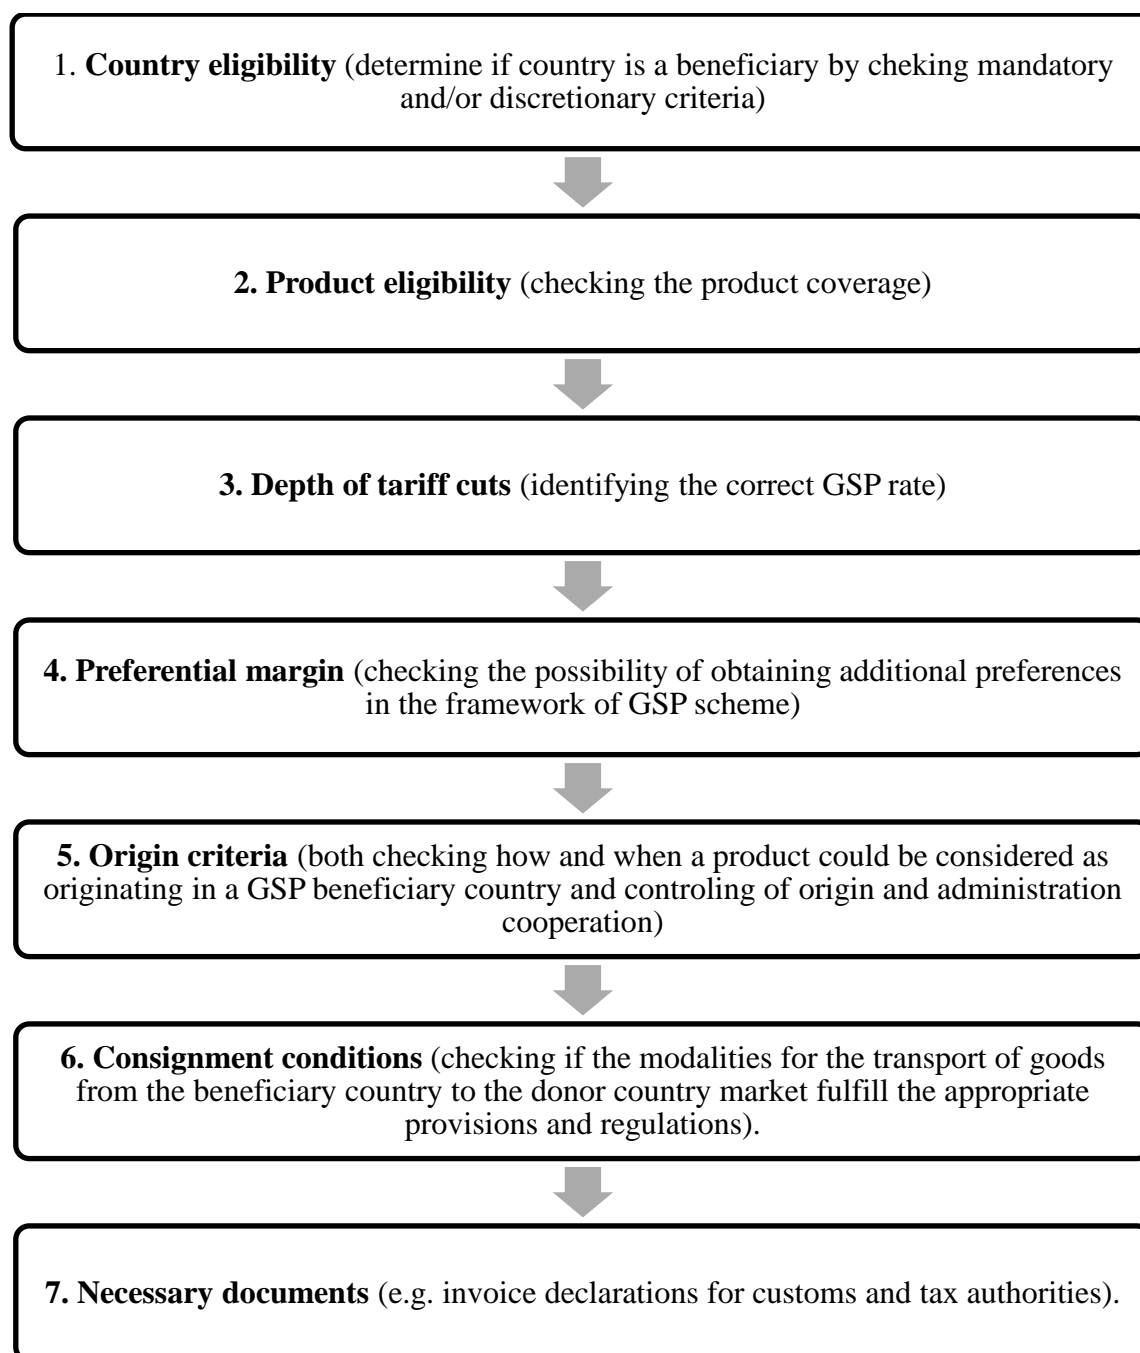 1. Country eligibility (determine if country is a beneficiary by cheking mandatory
and/or discretionary criteria)
2. Product eligibility (checking the product coverage)
3. Depth of tariff cuts (identifying the correct GSP rate)
4. Preferential margin (checking the possibility of obtaining additional preferences
in the framework of GSP scheme)
5. Origin criteria (both checking how and when a product could be considered as
originating in a GSP beneficiary country and controling of origin and administration
cooperation)
6. Consignment conditions (checking if the modalities for the transport of goods
from the beneficiary country to the donor country market fulfill the appropriate
provisions and regulations).
7. Necessary documents (e.g. invoice declarations for customs and tax authorities).